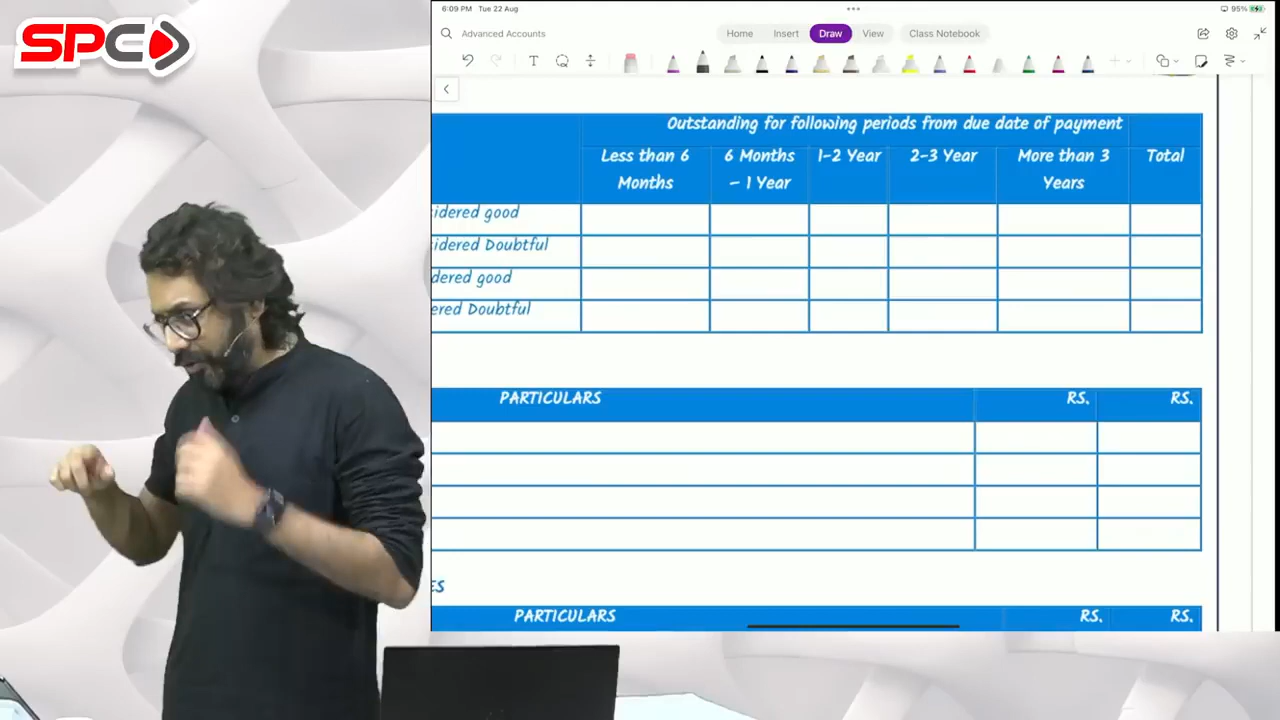 SPC
6:09 PM Tue 22 Aug
95%
Advanced Accounts
Home Insert Draw View Class Notebook
Outstanding for following periods from due date of payment
Less than 6 Months
6 Months – 1 Year
1-2 Year
2-3 Year
More than 3 Years
Total
sidered good
sidered Doubtful
dered good
ered Doubtful
PARTICULARS RS. RS.
ES
PARTICULARS RS. RS.